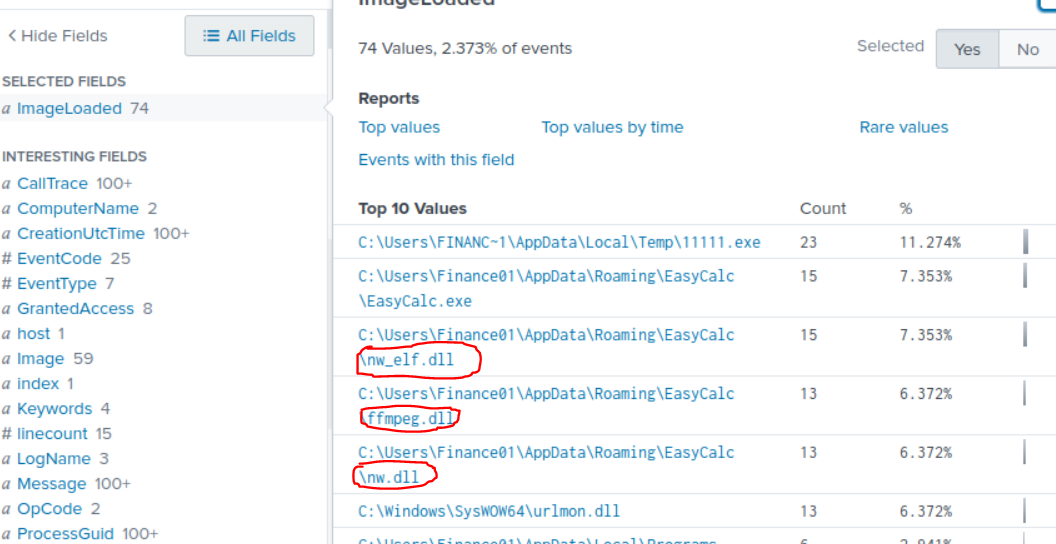 ImageLoaded
< Hide Fields
All Fields
74 Values, 2.373% of events
Selected
Yes
No
SELECTED FIELDS
a ImageLoaded 74
Reports
Top values
Top values by time
Rare values
Events with this field
INTERESTING FIELDS
a CallTrace 100+
a ComputerName 2
a CreationUtcTime 100+
# EventCode 25
# EventType 7
a GrantedAccess 8
a host 1
a Image 59
a index 1
a Keywords 4
# linecount 15
a LogName 3
a Message 100+
a OpCode 2
a ProcessGuid 100+
Top 10 Values Count %
C:\Users\FINANC~1\AppData\Local\Temp\11111.exe 23 11.274%
C:\Users\Finance01\AppData\Roaming\EasyCalc 15 7.353%
\EasyCalc.exe
C:\Users\Finance01\AppData\Roaming\EasyCalc 15 7.353%
\nw_elf.dll
C:\Users\Finance01\AppData\Roaming\EasyCalc 13 6.372%
\ffmpeg.dll
C:\Users\Finance01\AppData\Roaming\EasyCalc 13 6.372%
\nw.dll
C:\Windows\SysWOW64\urlmon.dll 13 6.372%
C:\Users\Finance01\AppData\Local\Programs 6 2.941%